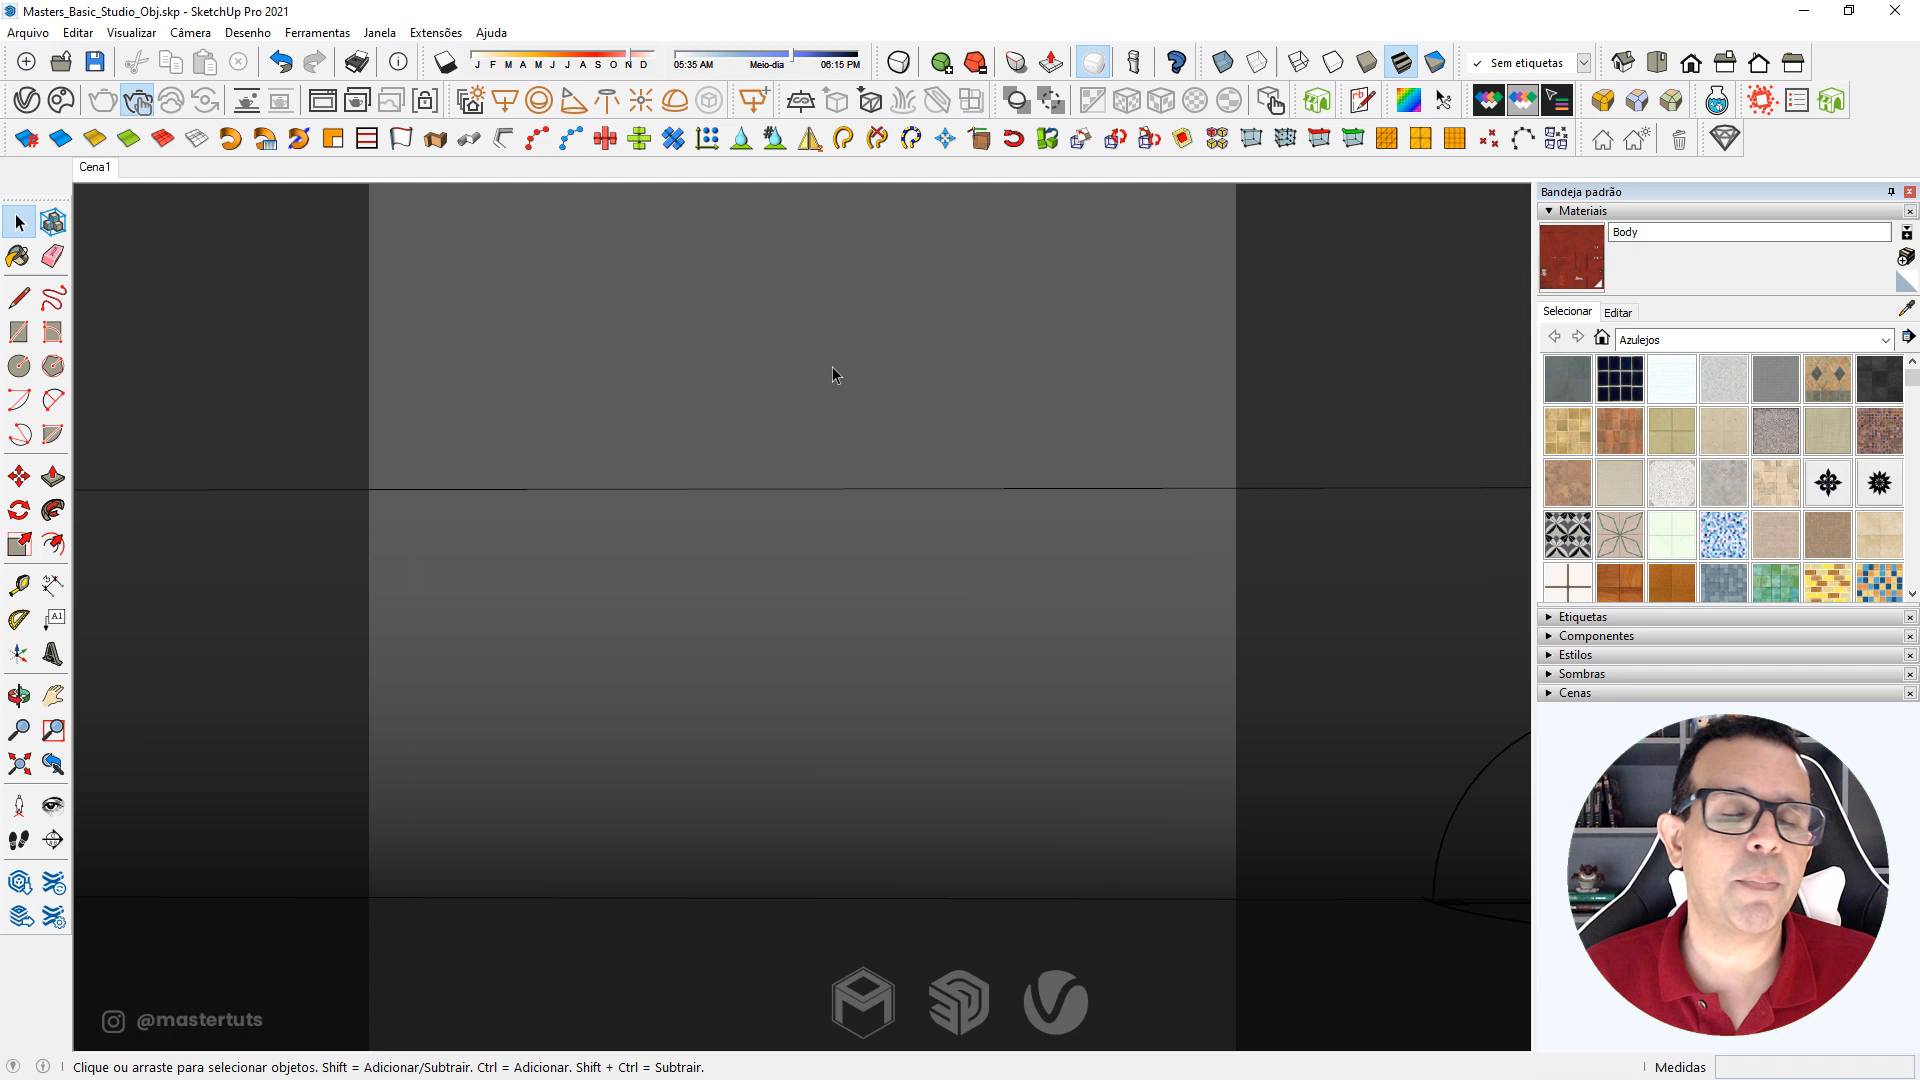 Masters_Basic_Studio_Obj.skp - SketchUp Pro 2021
Arquivo Editar Visualizar Câmera Desenho Ferramentas Janela Extensões Ajuda
J F M A M J J A S O N D
05:35 AM Meio-dia 06:15 PM
Sem etiquetas
Cena1
Bandeja padrão
Materiais
Body
Selecionar Editar
Azulejos
Etiquetas
Componentes
Estilos
Sombras
Cenas
A1
@mastertuts
Clique ou arraste para selecionar objetos. Shift = Adicionar/Subtrair. Ctrl = Adicionar. Shift + Ctrl = Subtrair.
Medidas